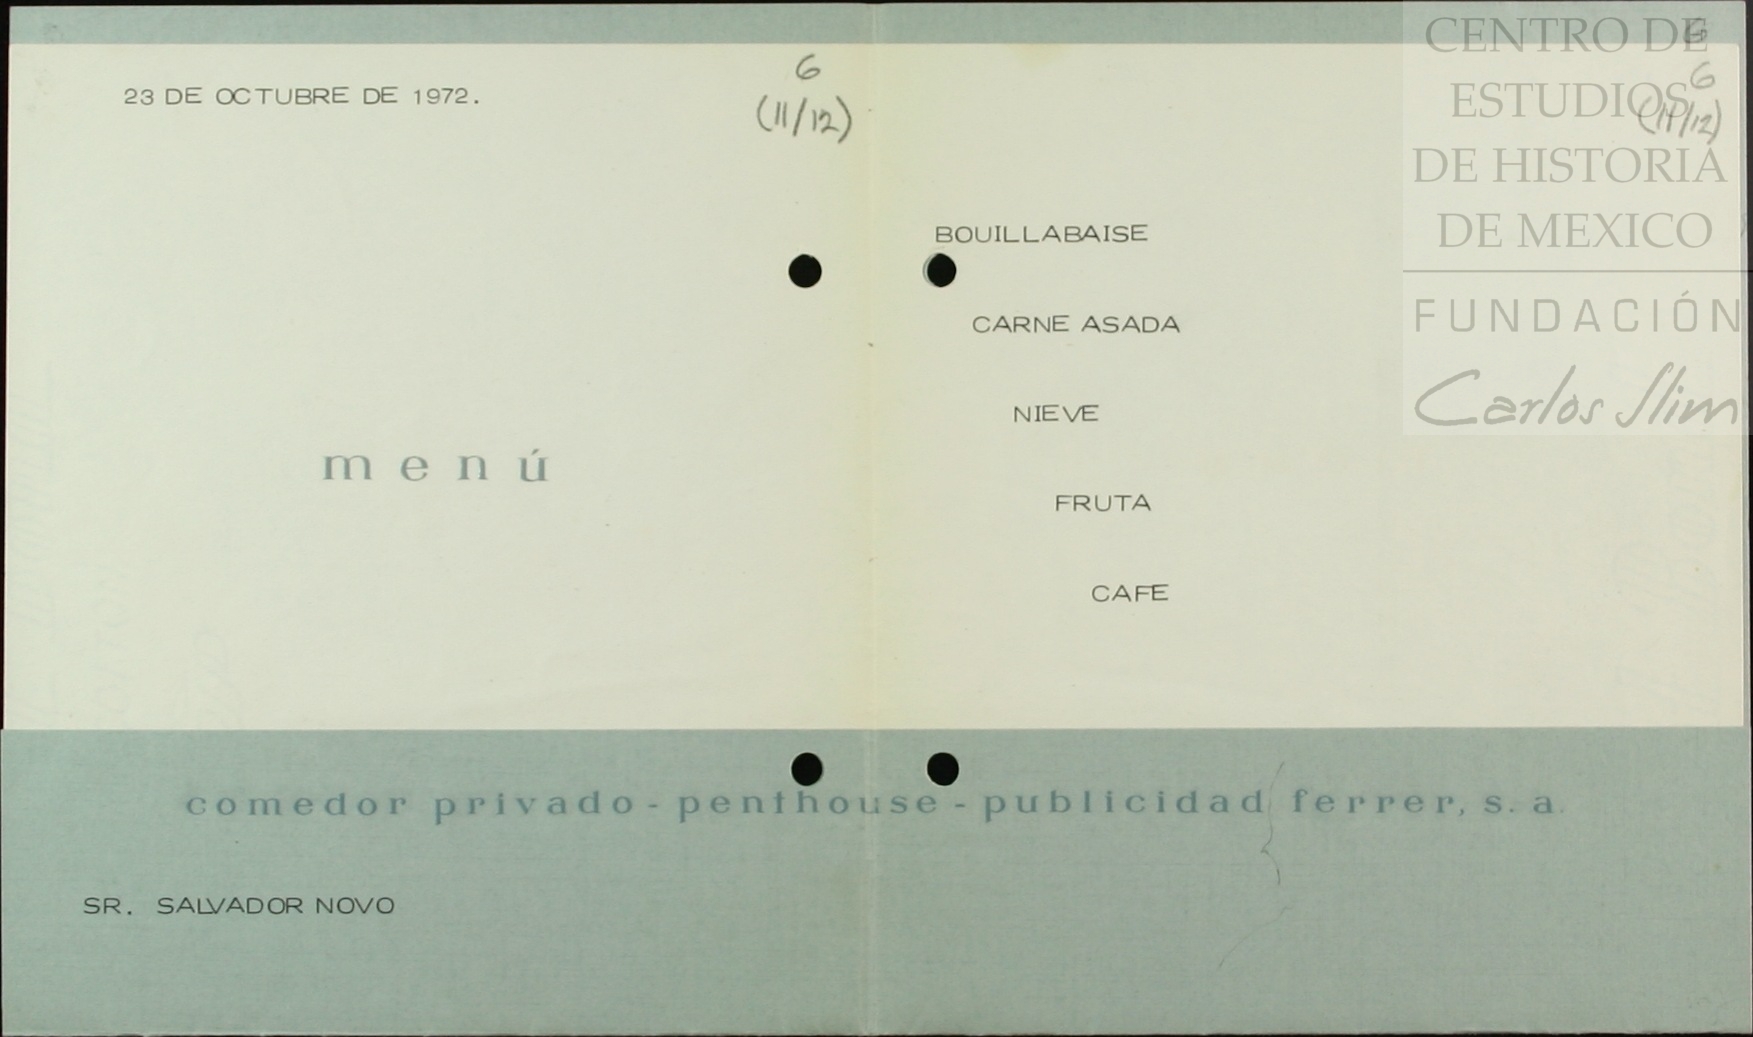 23 DE OCTUBRE DE 1972.
6
(11/12)
menú
BOUILLABAISE
CARNE ASADA
NIEVE
FRUTA
CAFE
comedor privado - penthouse - publicidad ferrer, s. a.
SR. SALVADOR NOVO
6
6
(11/12)
CENTRO DE
ESTUDIOS
DE HISTORIA
DE MEXICO
FUNDACIÓN
Carlos Slim